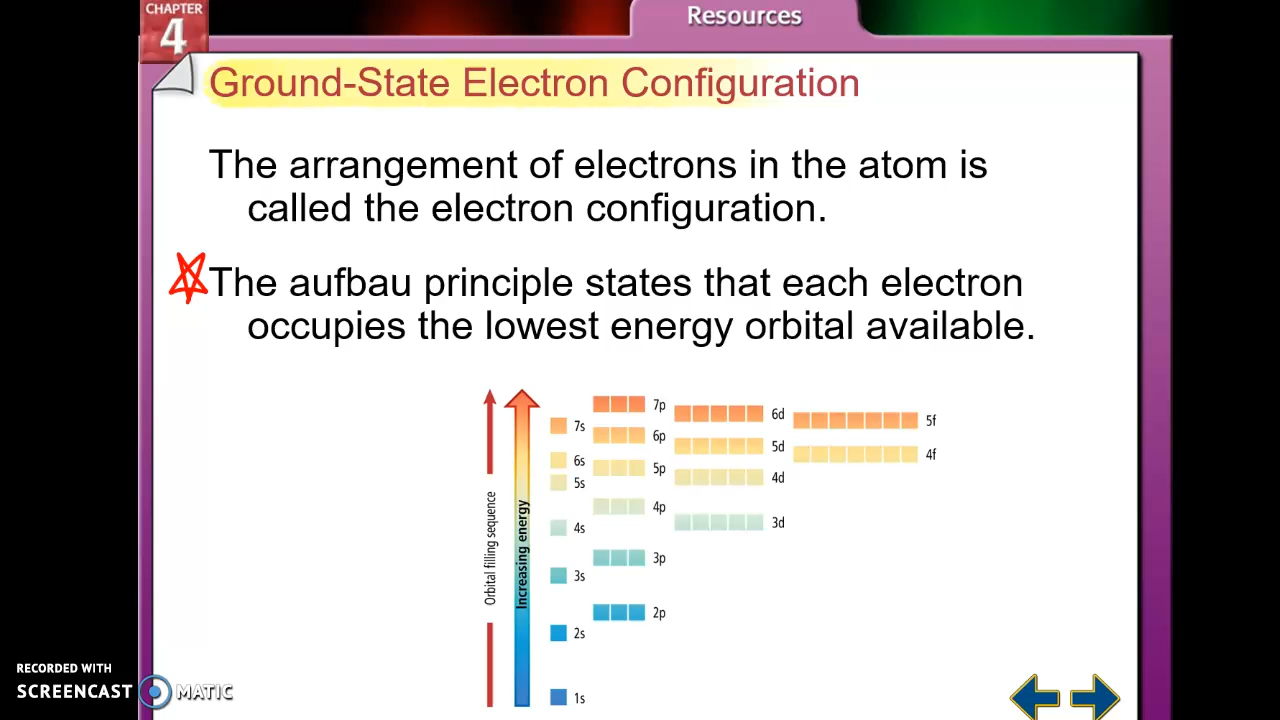 CHAPTER
4
Resources
Ground-State Electron Configuration
The arrangement of electrons in the atom is
called the electron configuration.
The aufbau principle states that each electron
occupies the lowest energy orbital available.
Orbital filling sequence
Increasing energy
7p
6d
5f
7s
6p
5d
4f
6s
5p
4d
5s
4p
3d
4s
3p
3s
2p
2s
1s
RECORDED WITH
SCREENCAST MATIC